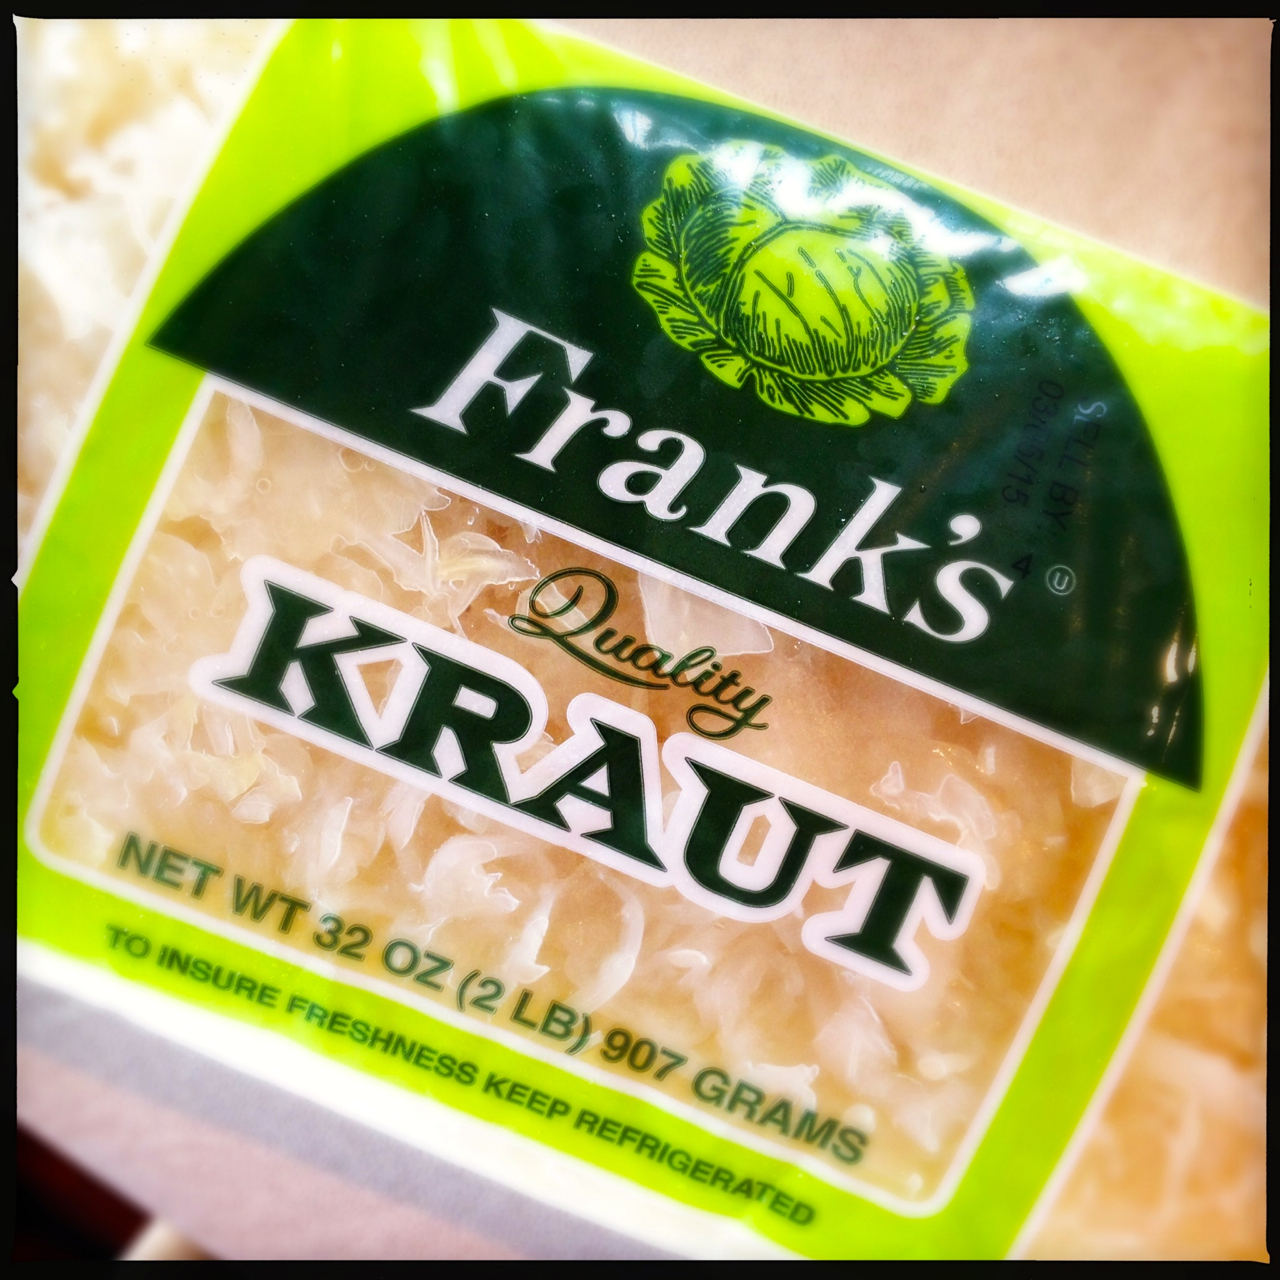 Frank's
SELL BY:
U
Quality
KRAUT
NET WT 32 OZ (2 LB) 907 GRAMS
TO INSURE FRESHNESS KEEP REFRIGERATED